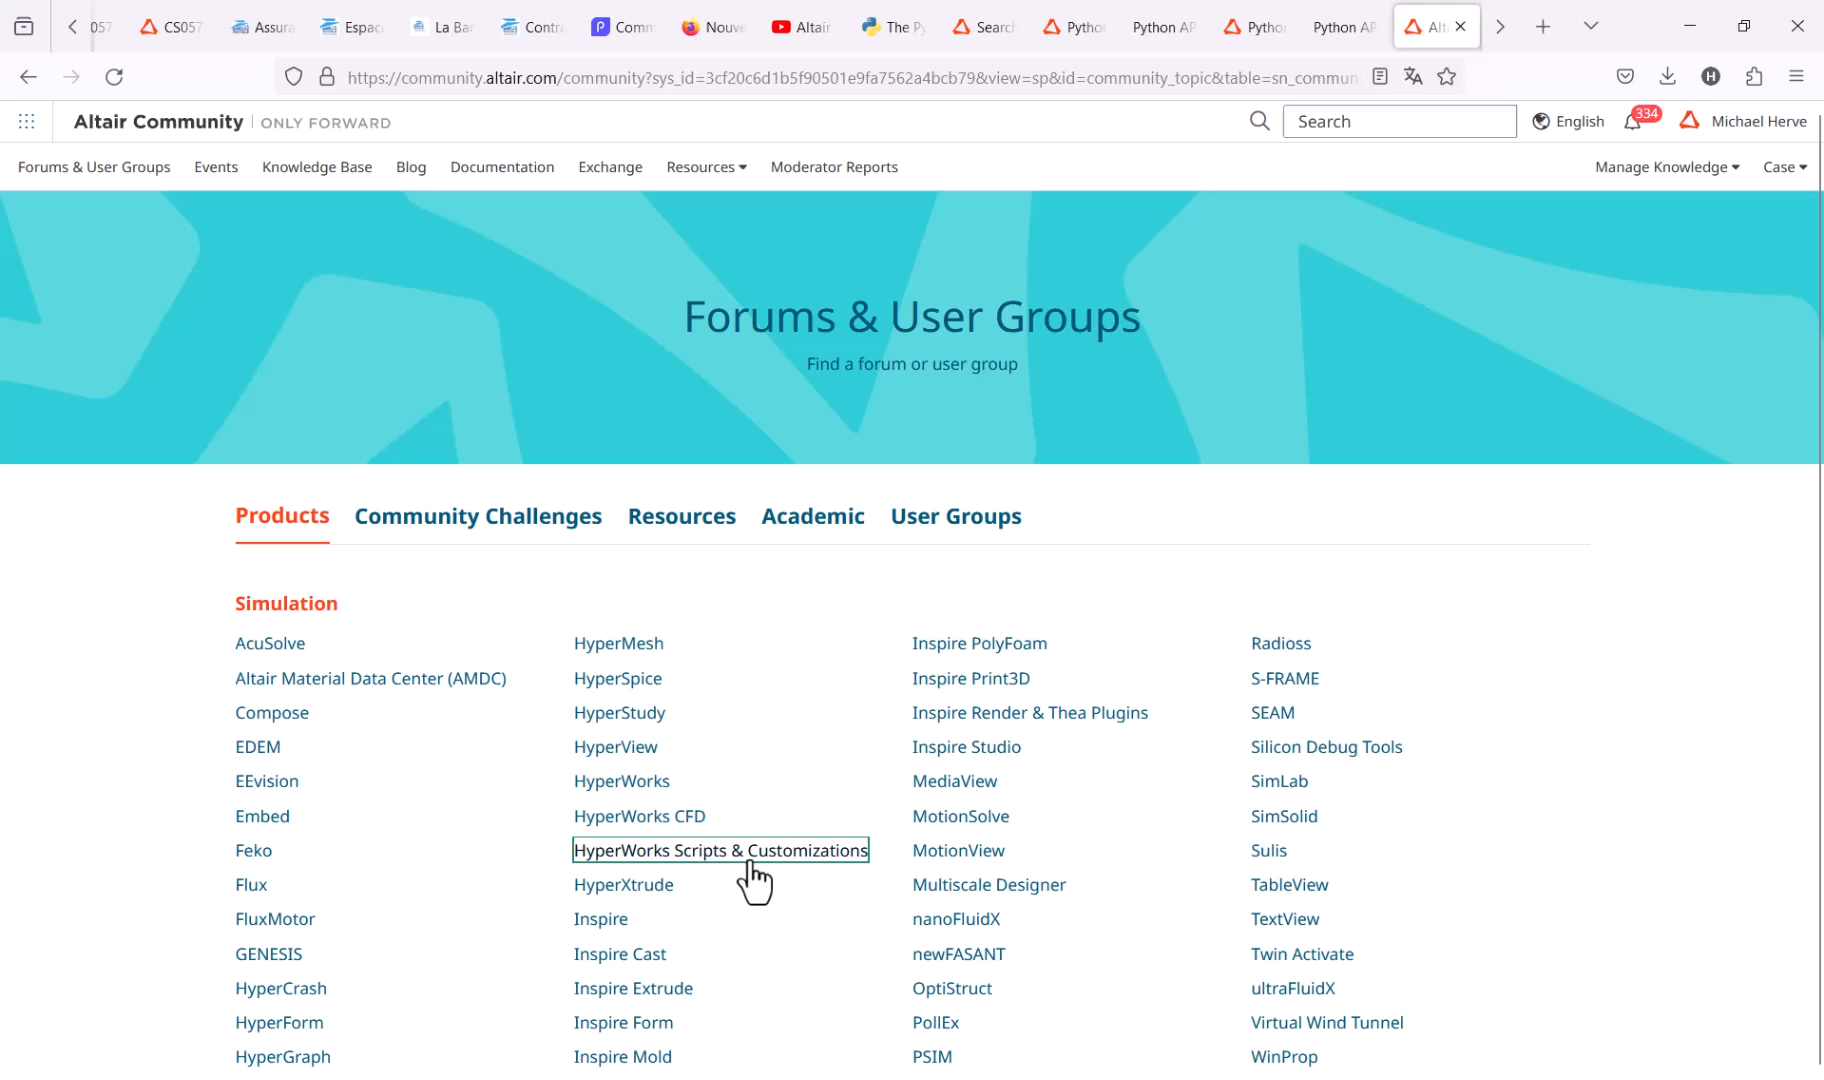 057 CS057 Assura Espac La Ban Contra Comm Nouve Altair The Py Search Python Python AP Python Python AP Alt
https://community.altair.com/community?sys_id=3cf20c6d1b5f90501e9fa7562a4bcb79&view=sp&id=community_topic&table=sn_commun
Altair Community | ONLY FORWARD Search English 334 Michael Herve
Forums & User Groups Events Knowledge Base Blog Documentation Exchange Resources Moderator Reports Manage Knowledge Case
Forums & User Groups
Find a forum or user group
Products Community Challenges Resources Academic User Groups
Simulation
AcuSolve HyperMesh Inspire PolyFoam Radioss
Altair Material Data Center (AMDC) HyperSpice Inspire Print3D S-FRAME
Compose HyperStudy Inspire Render & Thea Plugins SEAM
EDEM HyperView Inspire Studio Silicon Debug Tools
EEvision HyperWorks MediaView SimLab
Embed HyperWorks CFD MotionSolve SimSolid
Feko HyperWorks Scripts & Customizations MotionView Sulis
Flux HyperXtrude Multiscale Designer TableView
FluxMotor Inspire nanoFluidX TextView
GENESIS Inspire Cast newFASANT Twin Activate
HyperCrash Inspire Extrude OptiStruct ultraFluidX
HyperForm Inspire Form PollEx Virtual Wind Tunnel
HyperGraph Inspire Mold PSIM WinProp